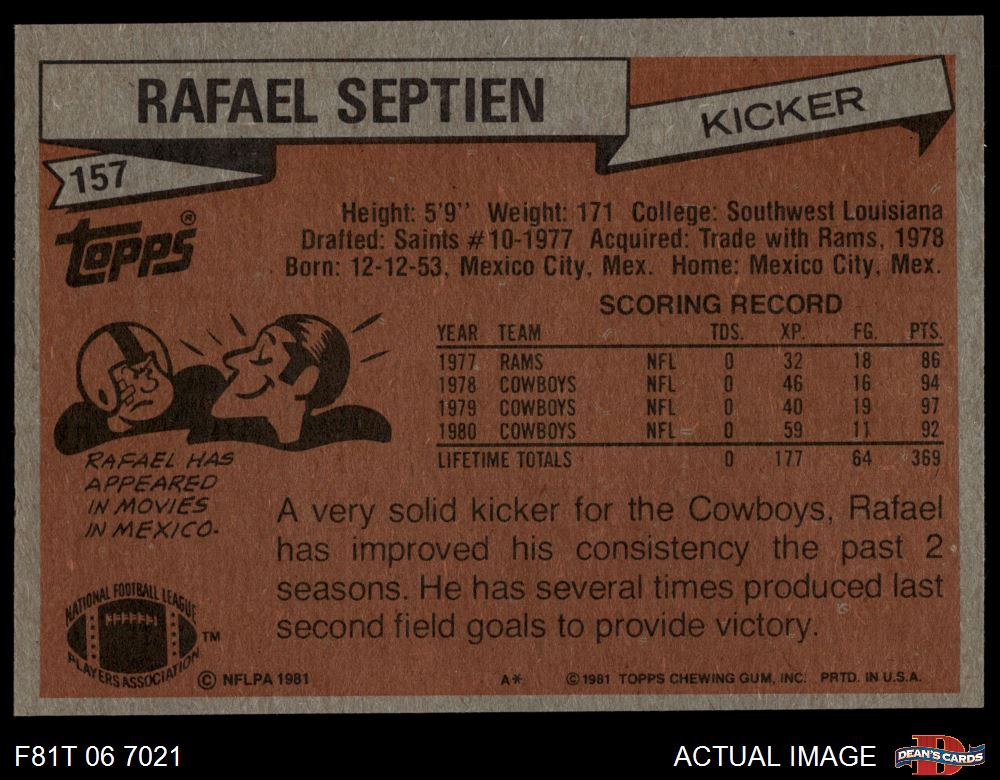 RAFAEL SEPTIEN
KICKER
157
TOPPS®
Height: 5'9" Weight: 171 College: Southwest Louisiana
Drafted: Saints #10-1977 Acquired: Trade with Rams, 1978
Born: 12-12-53, Mexico City, Mex. Home: Mexico City, Mex.
SCORING RECORD
YEAR TEAM TDS. XP. FG. PTS.
1977 RAMS NFL 0 32 18 86
1978 COWBOYS NFL 0 46 16 94
1979 COWBOYS NFL 0 40 19 97
1980 COWBOYS NFL 0 59 11 92
LIFETIME TOTALS 0 177 64 369
RAFAEL HAS
APPEARED
IN MOVIES
IN MEXICO.
A very solid kicker for the Cowboys, Rafael
has improved his consistency the past 2
seasons. He has several times produced last
second field goals to provide victory.
NATIONAL FOOTBALL LEAGUE
PLAYERS ASSOCIATION
TM
© NFLPA 1981
A* © 1981 TOPPS CHEWING GUM, INC. PRTD. IN U.S.A.
F81T 06 7021
ACTUAL IMAGE
D
DEAN'S CARDS